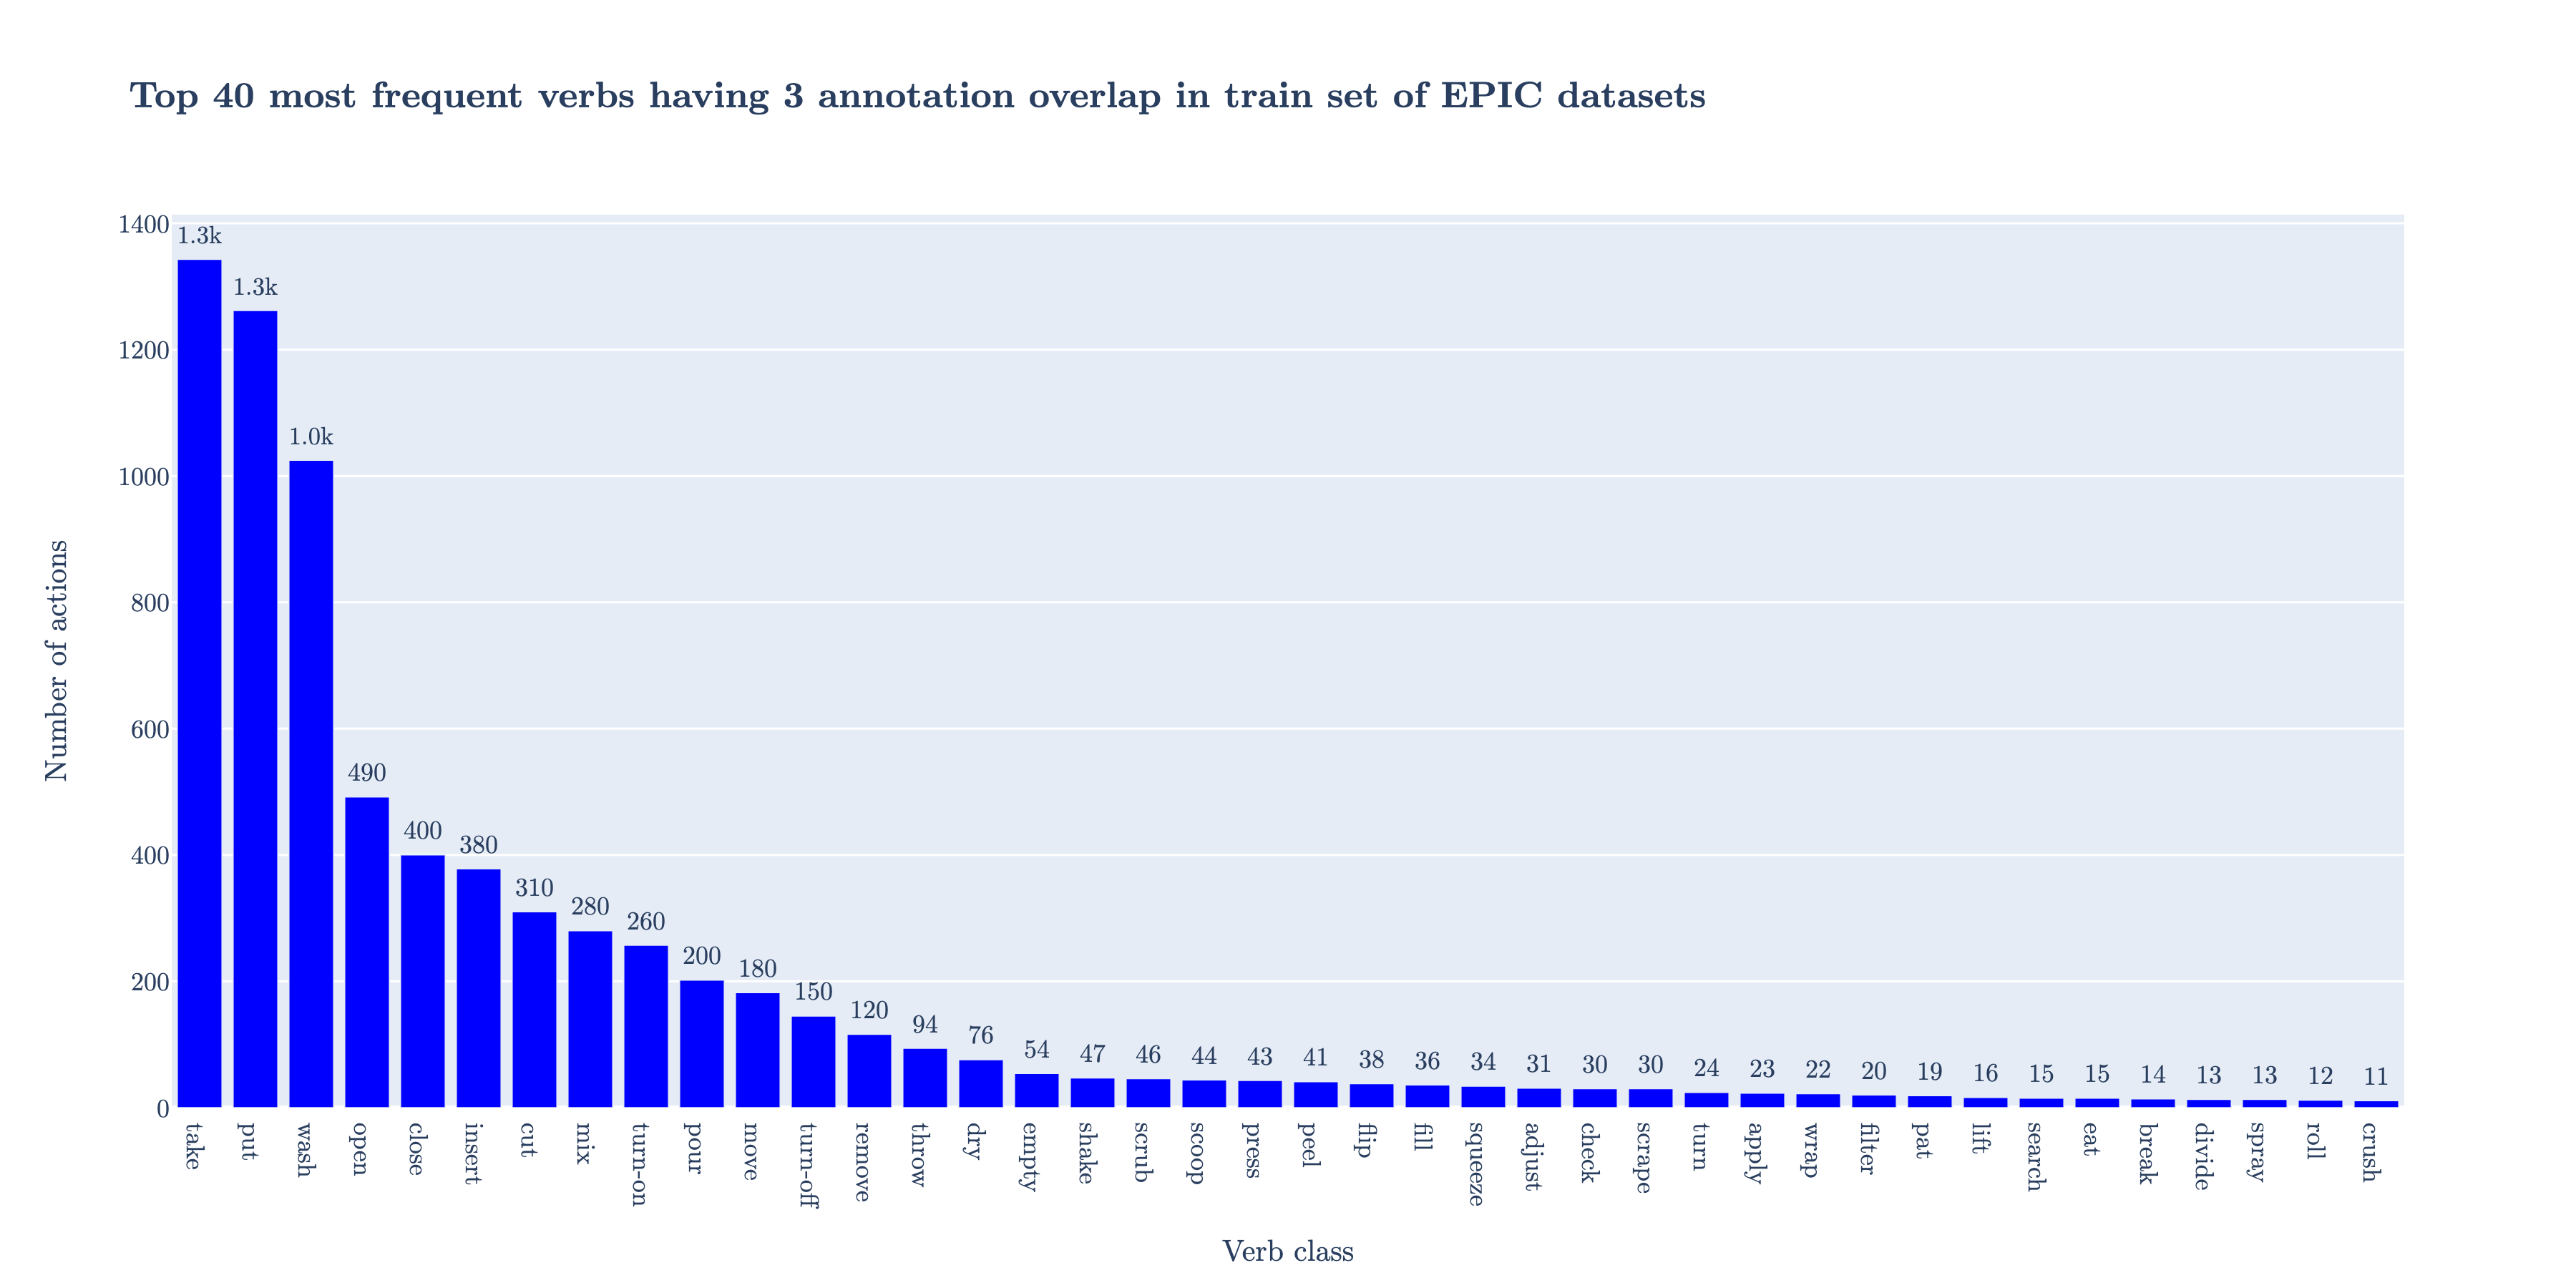 Top 40 most frequent verbs having 3 annotation overlap in train set of EPIC datasets
Number of actions
1400
1200
1000
800
600
400
200
0
1.3k
1.3k
1.0k
490
400
380
310
280
260
200
180
150
120
94
76
54
47
46
44
43
41
38
36
34
31
30
30
24
23
22
20
19
16
15
15
14
13
13
12
11
take
put
wash
open
close
insert
cut
mix
turn-on
pour
move
turn-off
remove
throw
dry
empty
shake
scrub
scoop
press
peel
flip
fill
squeeze
adjust
check
scrape
turn
apply
wrap
filter
pat
lift
search
eat
break
divide
spray
roll
crush
Verb class